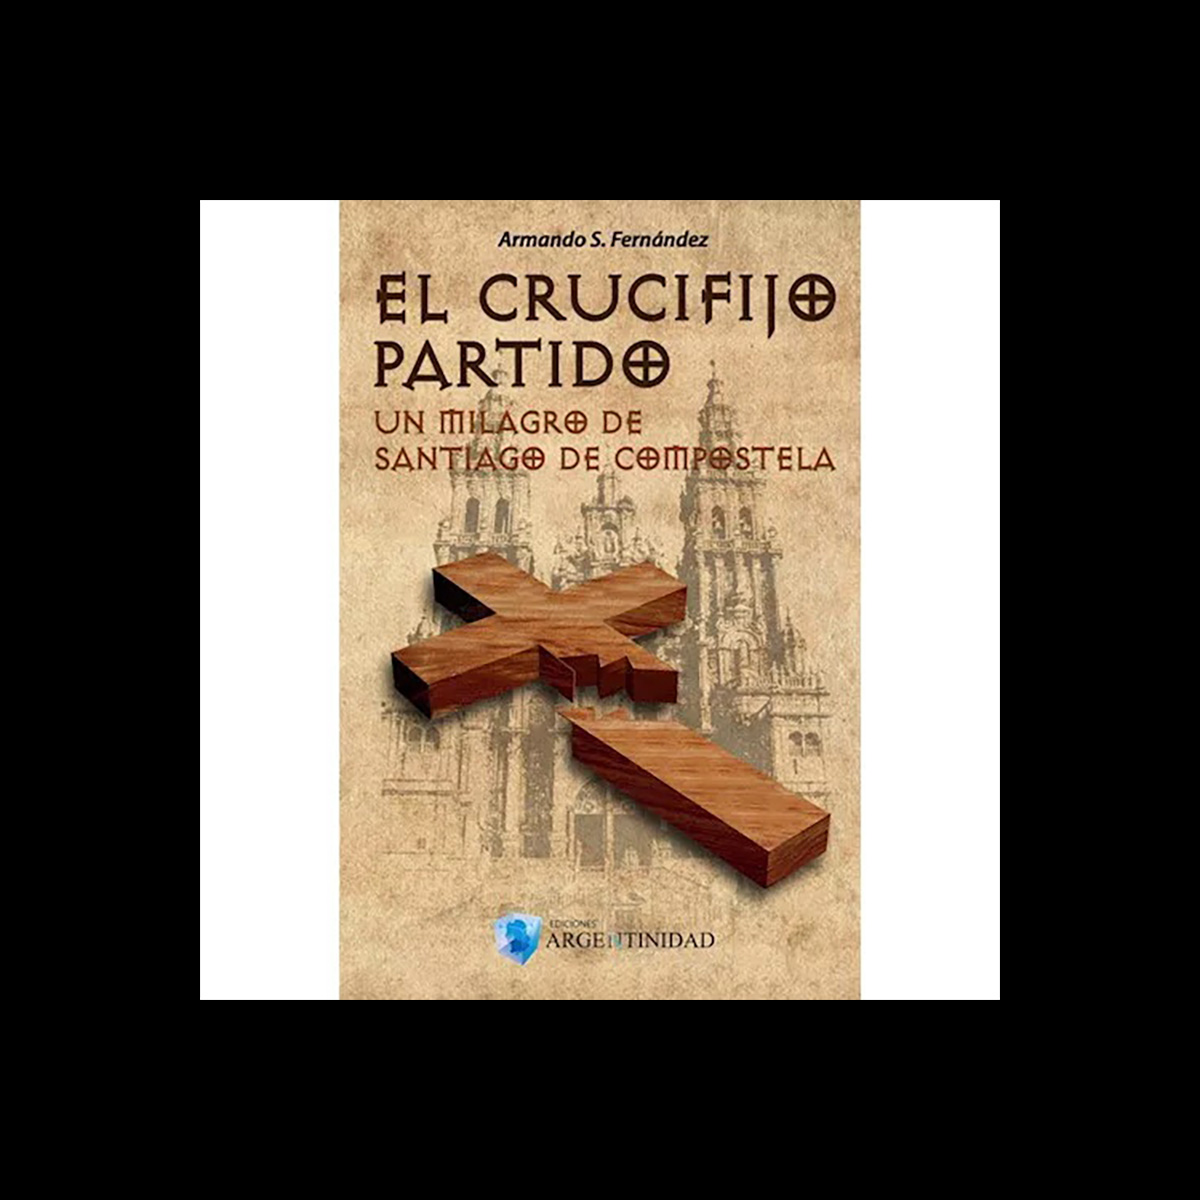 Armando S. Fernández
EL CRUCIFIJO
PARTIDO
UN MILAGRO DE
SANTIAGO DE COMPOSTELA
EDICIONES
ARGENTINIDAD